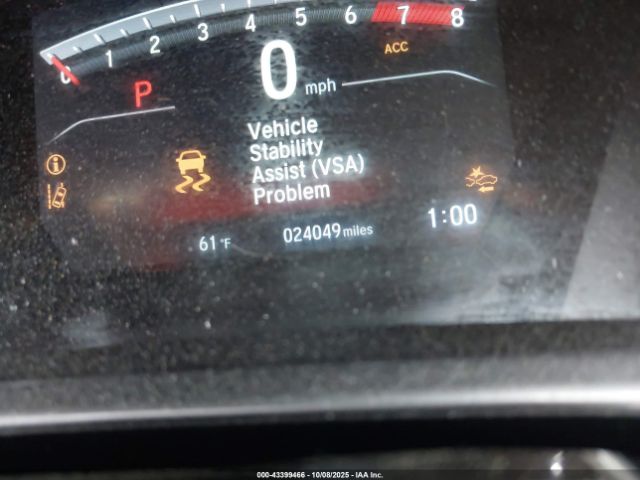 0 1 2 3 4 5 6 7 8
ACC
0 mph
P
Vehicle
Stability
Assist (VSA)
Problem
61°F
024049 miles
1:00
000-43399466 - 10/08/2025 - IAA Inc.